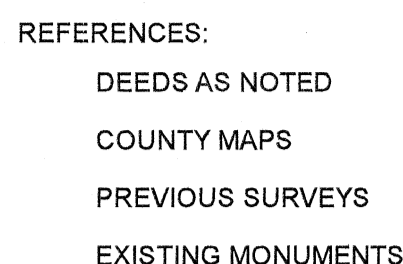 REFERENCES:
DEEDS AS NOTED
COUNTY MAPS
PREVIOUS SURVEYS
EXISTING MONUMENTS